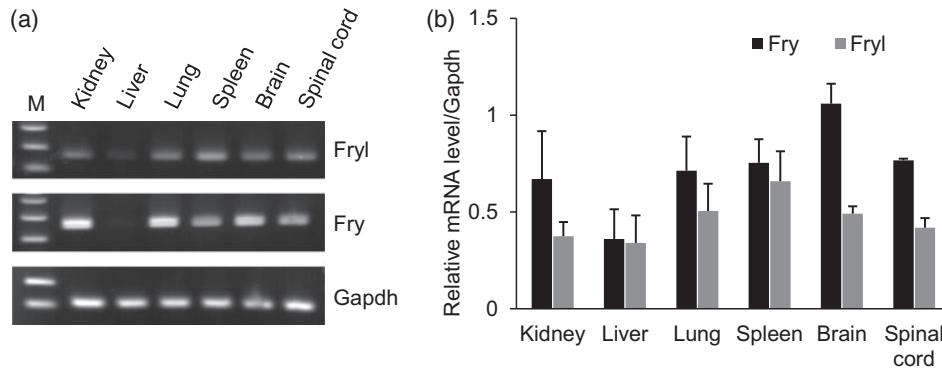 (a)
M
Kidney
Liver
Lung
Spleen
Brain
Spinal cord
Fryl
Fry
Gapdh
(b)
Relative mRNA level/Gapdh
1.5
1
0.5
0
Fry
Fryl
Kidney
Liver
Lung
Spleen
Brain
Spinal
cord